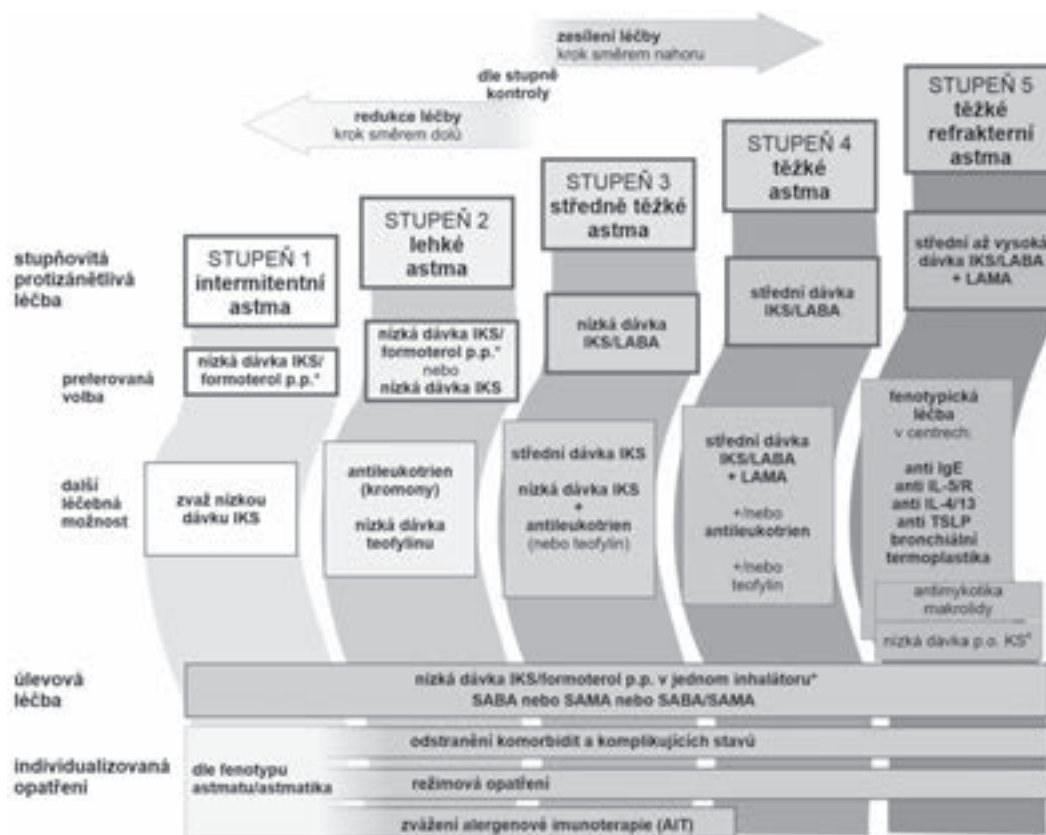 zesílení léčby
krok směrem nahoru
dle stupně
kontroly
redukce léčby
krok směrem dolů
STUPEŇ 1
intermitentní
astma
STUPEŇ 2
lehké
astma
STUPEŇ 3
středně těžké
astma
STUPEŇ 4
těžké
astma
STUPEŇ 5
těžké
refrakterní
astma
stupňovitá
protizánětlivá
léčba
preferovaná
volba
nízká dávka IKS/
formoterol p.p.*
nízká dávka IKS/
formoterol p.p.*
nebo
nízká dávka IKS
nízká dávka
IKS/LABA
střední dávka
IKS/LABA
střední až vysoká
dávka IKS/LABA
+ LAMA
další
léčebná
možnost
zvaž nízkou
dávku IKS
antileukotrien
(kromony)
nízká dávka
teofylinu
střední dávka IKS
nízká dávka IKS
+
antileukotrien
(nebo teofylin)
střední dávka
IKS/LABA
+ LAMA
+/nebo
antileukotrien
+/nebo
teofylin
fenotypická
léčba
v centrech:
anti IgE
anti IL-5/R
anti IL-4/13
anti TSLP
bronchiální
termoplastika
antimykotika
makrolidy
nízká dávka p.o. KS
úlevová
léčba
nízká dávka IKS/formoterol p.p. v jednom inhalátoru*
SABA nebo SAMA nebo SABA/SAMA
individualizovaná
opatření
dle fenotypu
astmatu/astmatika
odstranění komorbidit a komplikujících stavů
režimová opatření
zvážení alergenové imunoterapie (AIT)